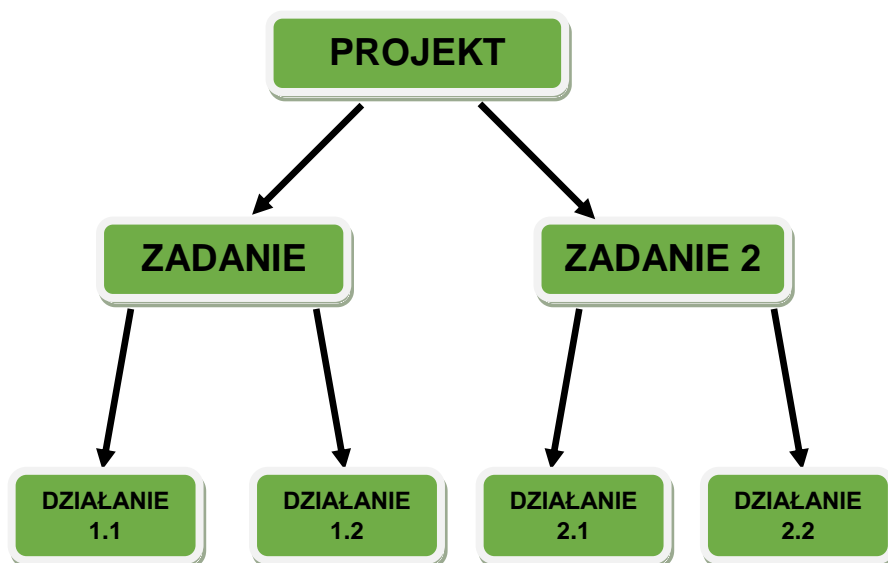 PROJEKT
ZADANIE
ZADANIE 2
DZIAŁANIE
1.1
DZIAŁANIE
1.2
DZIAŁANIE
2.1
DZIAŁANIE
2.2